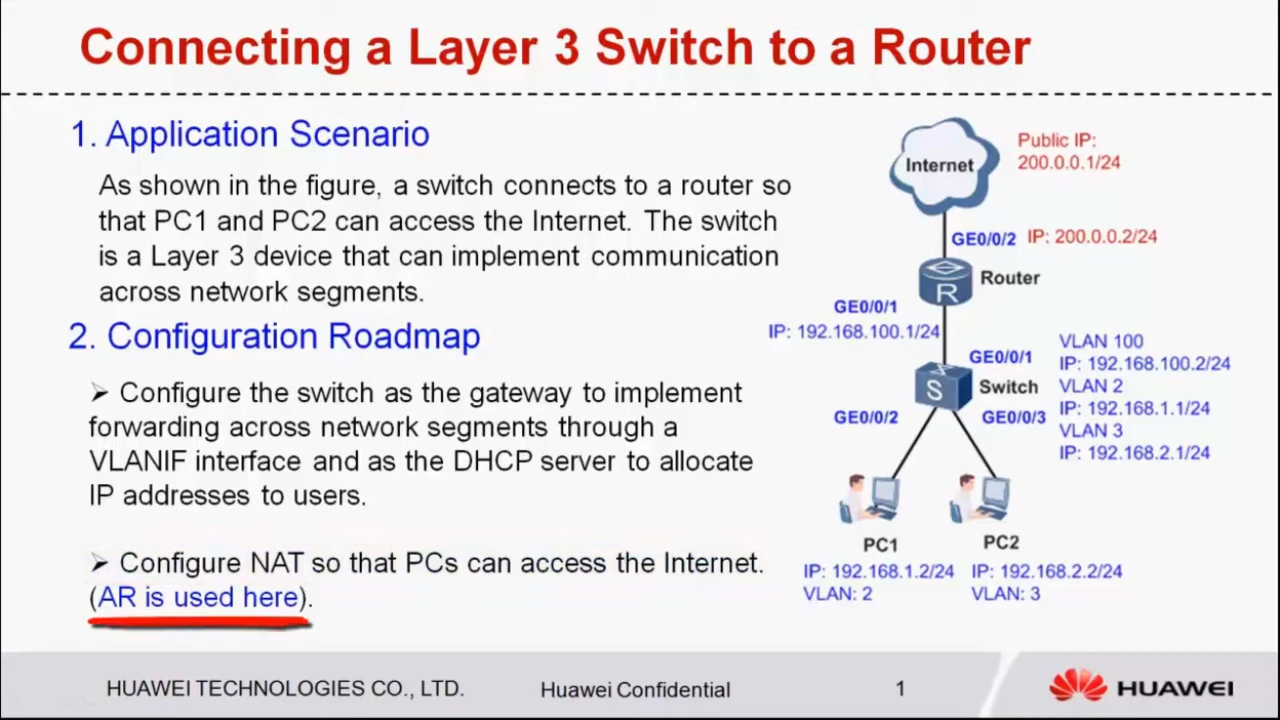 Connecting a Layer 3 Switch to a Router
1. Application Scenario
As shown in the figure, a switch connects to a router so
that PC1 and PC2 can access the Internet. The switch
is a Layer 3 device that can implement communication
across network segments.
2. Configuration Roadmap
➢ Configure the switch as the gateway to implement
forwarding across network segments through a
VLANIF interface and as the DHCP server to allocate
IP addresses to users.
➢ Configure NAT so that PCs can access the Internet.
(AR is used here).
Internet
Public IP:
200.0.0.1/24
GE0/0/2
IP: 200.0.0.2/24
R
Router
GE0/0/1
IP: 192.168.100.1/24
GE0/0/1
S
Switch
VLAN 100
IP: 192.168.100.2/24
VLAN 2
IP: 192.168.1.1/24
VLAN 3
IP: 192.168.2.1/24
GE0/0/2
GE0/0/3
PC1
IP: 192.168.1.2/24
VLAN: 2
PC2
IP: 192.168.2.2/24
VLAN: 3
HUAWEI TECHNOLOGIES CO., LTD.
Huawei Confidential
1
HUAWEI